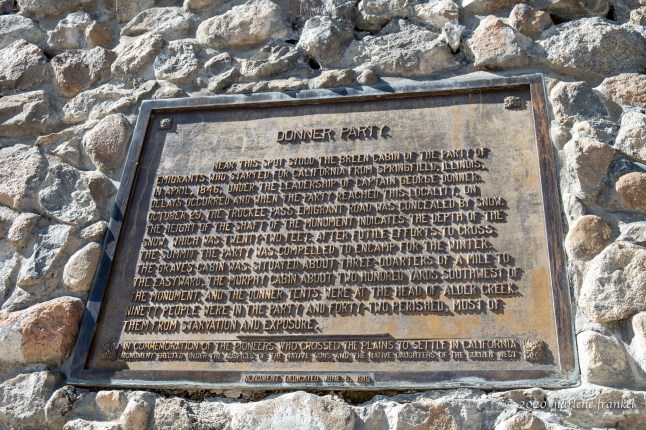 DONNER PARTY.
NEAR THIS SPOT STOOD THE BREEN CABIN OF THE PARTY OF
EMIGRANTS WHO STARTED FOR CALIFORNIA FROM SPRINGFIELD, ILLINOIS,
IN APRIL, 1846, UNDER THE LEADERSHIP OF CAPTAIN GEORGE DONNER.
DELAYS OCCURRED AND WHEN THE PARTY REACHED THIS LOCALITY, ON
OCTOBER 29, THE TRUCKEE PASS EMIGRANT ROAD WAS CONCEALED BY SNOW.
THE HEIGHT OF THE SHAFT OF THE MONUMENT INDICATES THE DEPTH OF THE
SNOW, WHICH WAS TWENTY-TWO FEET. AFTER FUTILE EFFORTS TO CROSS
THE SUMMIT THE PARTY WAS COMPELLED TO ENCAMP FOR THE WINTER.
THE GRAVES CABIN WAS SITUATED ABOUT THREE-QUARTERS OF A MILE TO
THE EASTWARD, THE MURPHY CABIN ABOUT TWO HUNDRED YARDS SOUTHWEST OF
THE MONUMENT, AND THE DONNER TENTS WERE AT THE HEAD OF ALDER CREEK.
NINETY PEOPLE WERE IN THE PARTY AND FORTY-TWO PERISHED, MOST OF
THEM FROM STARVATION AND EXPOSURE.
IN COMMEMORATION OF THE PIONEERS WHO CROSSED THE PLAINS TO SETTLE IN CALIFORNIA
MONUMENT ERECTED UNDER THE AUSPICES OF THE NATIVE SONS AND THE NATIVE DAUGHTERS OF THE GOLDEN WEST
MONUMENT DEDICATED JUNE 6, 1918
© 2020 marlene frankel